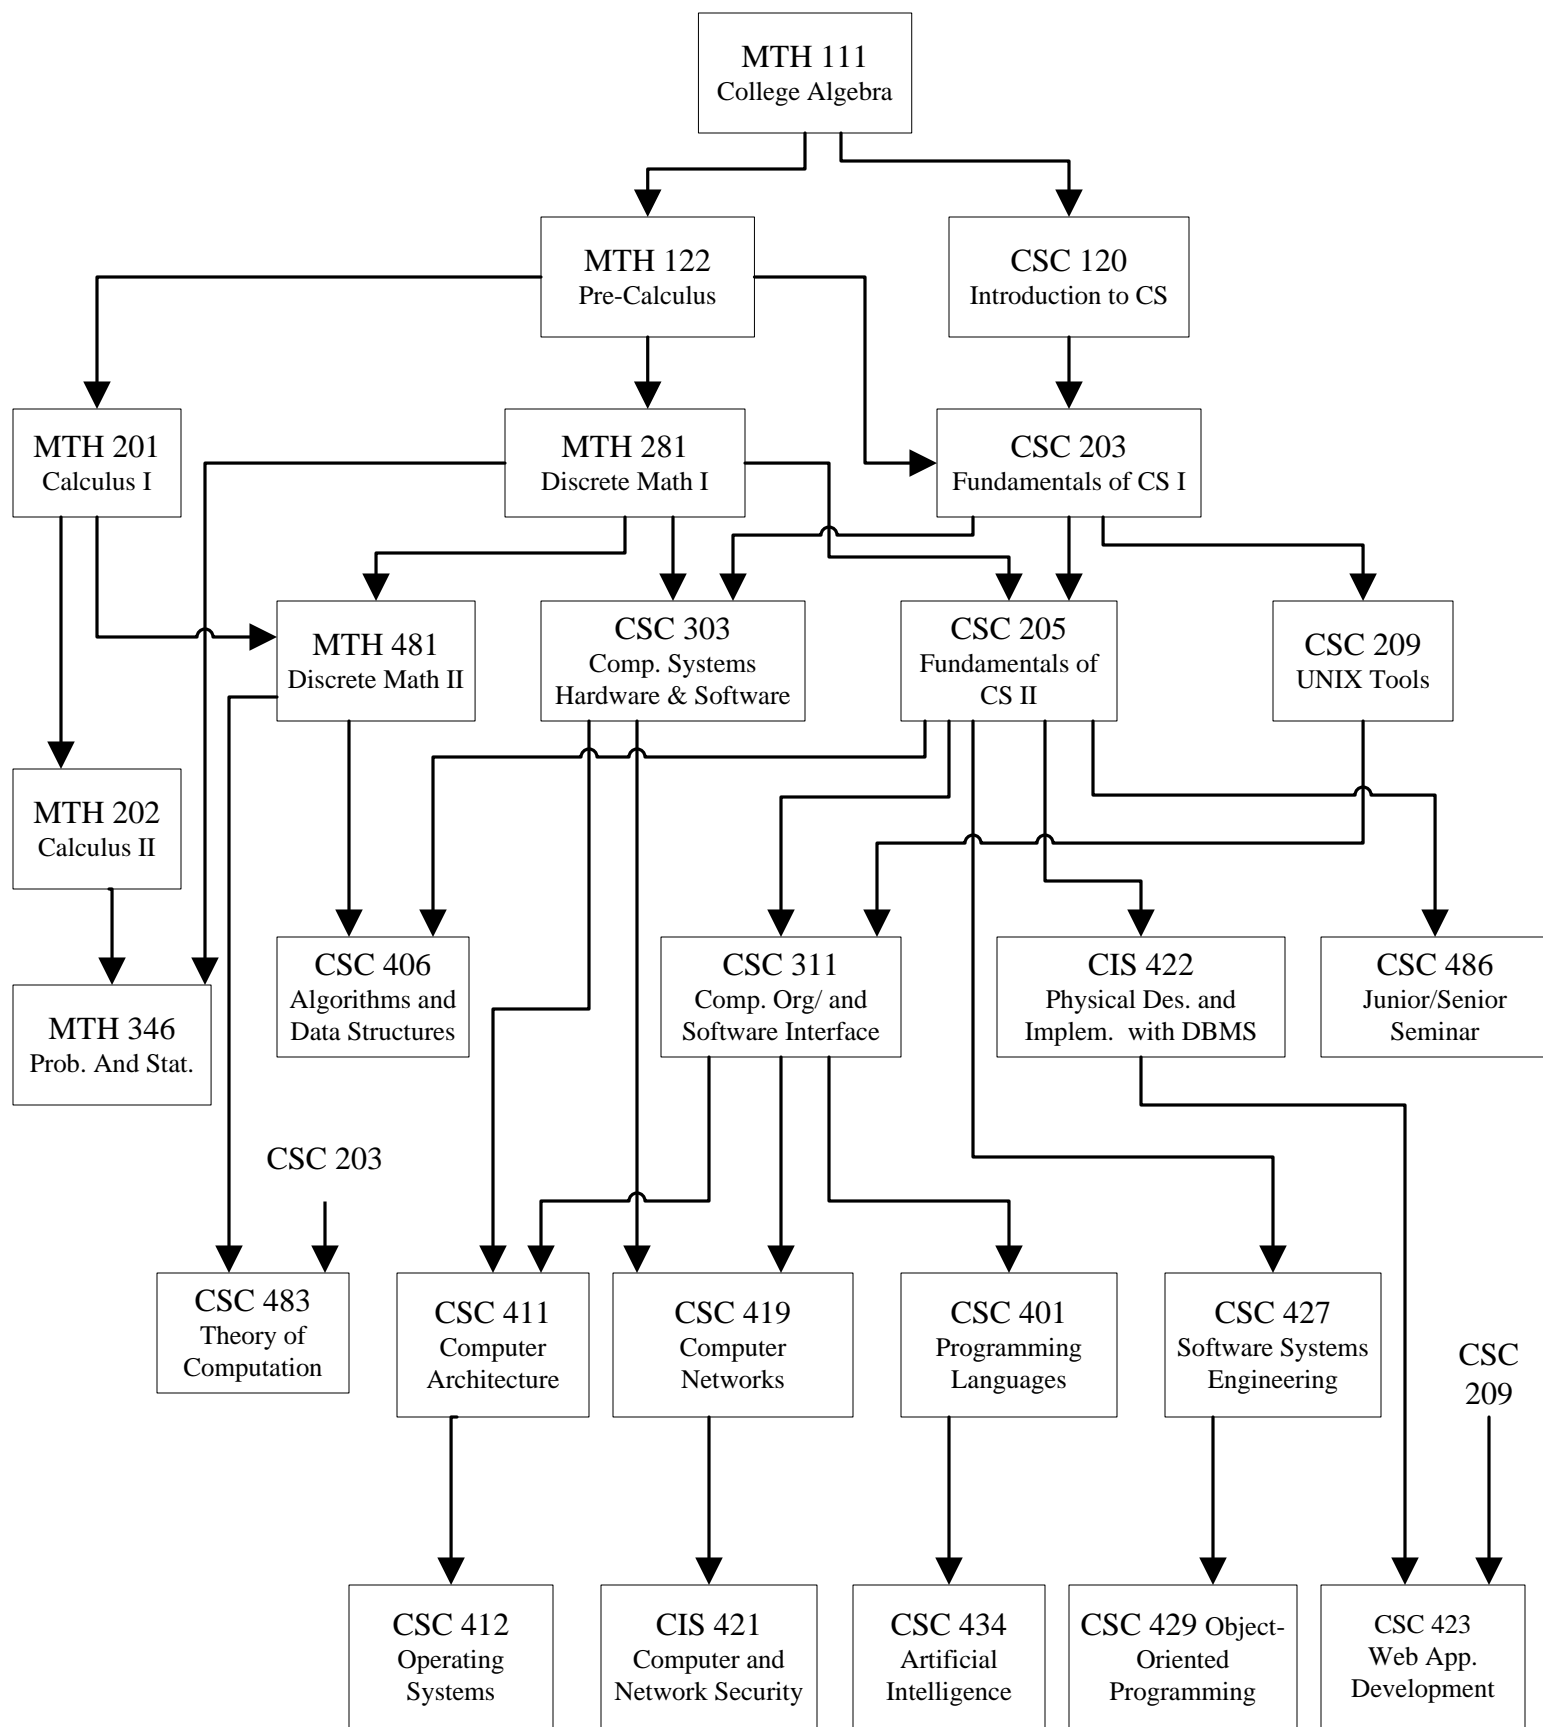 MTH 111
College Algebra
MTH 122
Pre-Calculus
CSC 120
Introduction to CS
MTH 201
Calculus I
MTH 281
Discrete Math I
CSC 203
Fundamentals of CS I
MTH 481
Discrete Math II
CSC 303
Comp. Systems
Hardware & Software
CSC 205
Fundamentals of
CS II
CSC 209
UNIX Tools
MTH 202
Calculus II
CSC 406
Algorithms and
Data Structures
CSC 311
Comp. Org/ and
Software Interface
CIS 422
Physical Des. and
Implem. with DBMS
CSC 486
Junior/Senior
Seminar
MTH 346
Prob. And Stat.
CSC 203
CSC 483
Theory of
Computation
CSC 411
Computer
Architecture
CSC 419
Computer
Networks
CSC 401
Programming
Languages
CSC 427
Software Systems
Engineering
CSC
209
CSC 412
Operating
Systems
CIS 421
Computer and
Network Security
CSC 434
Artificial
Intelligence
CSC 429 Object-
Oriented
Programming
CSC 423
Web App.
Development